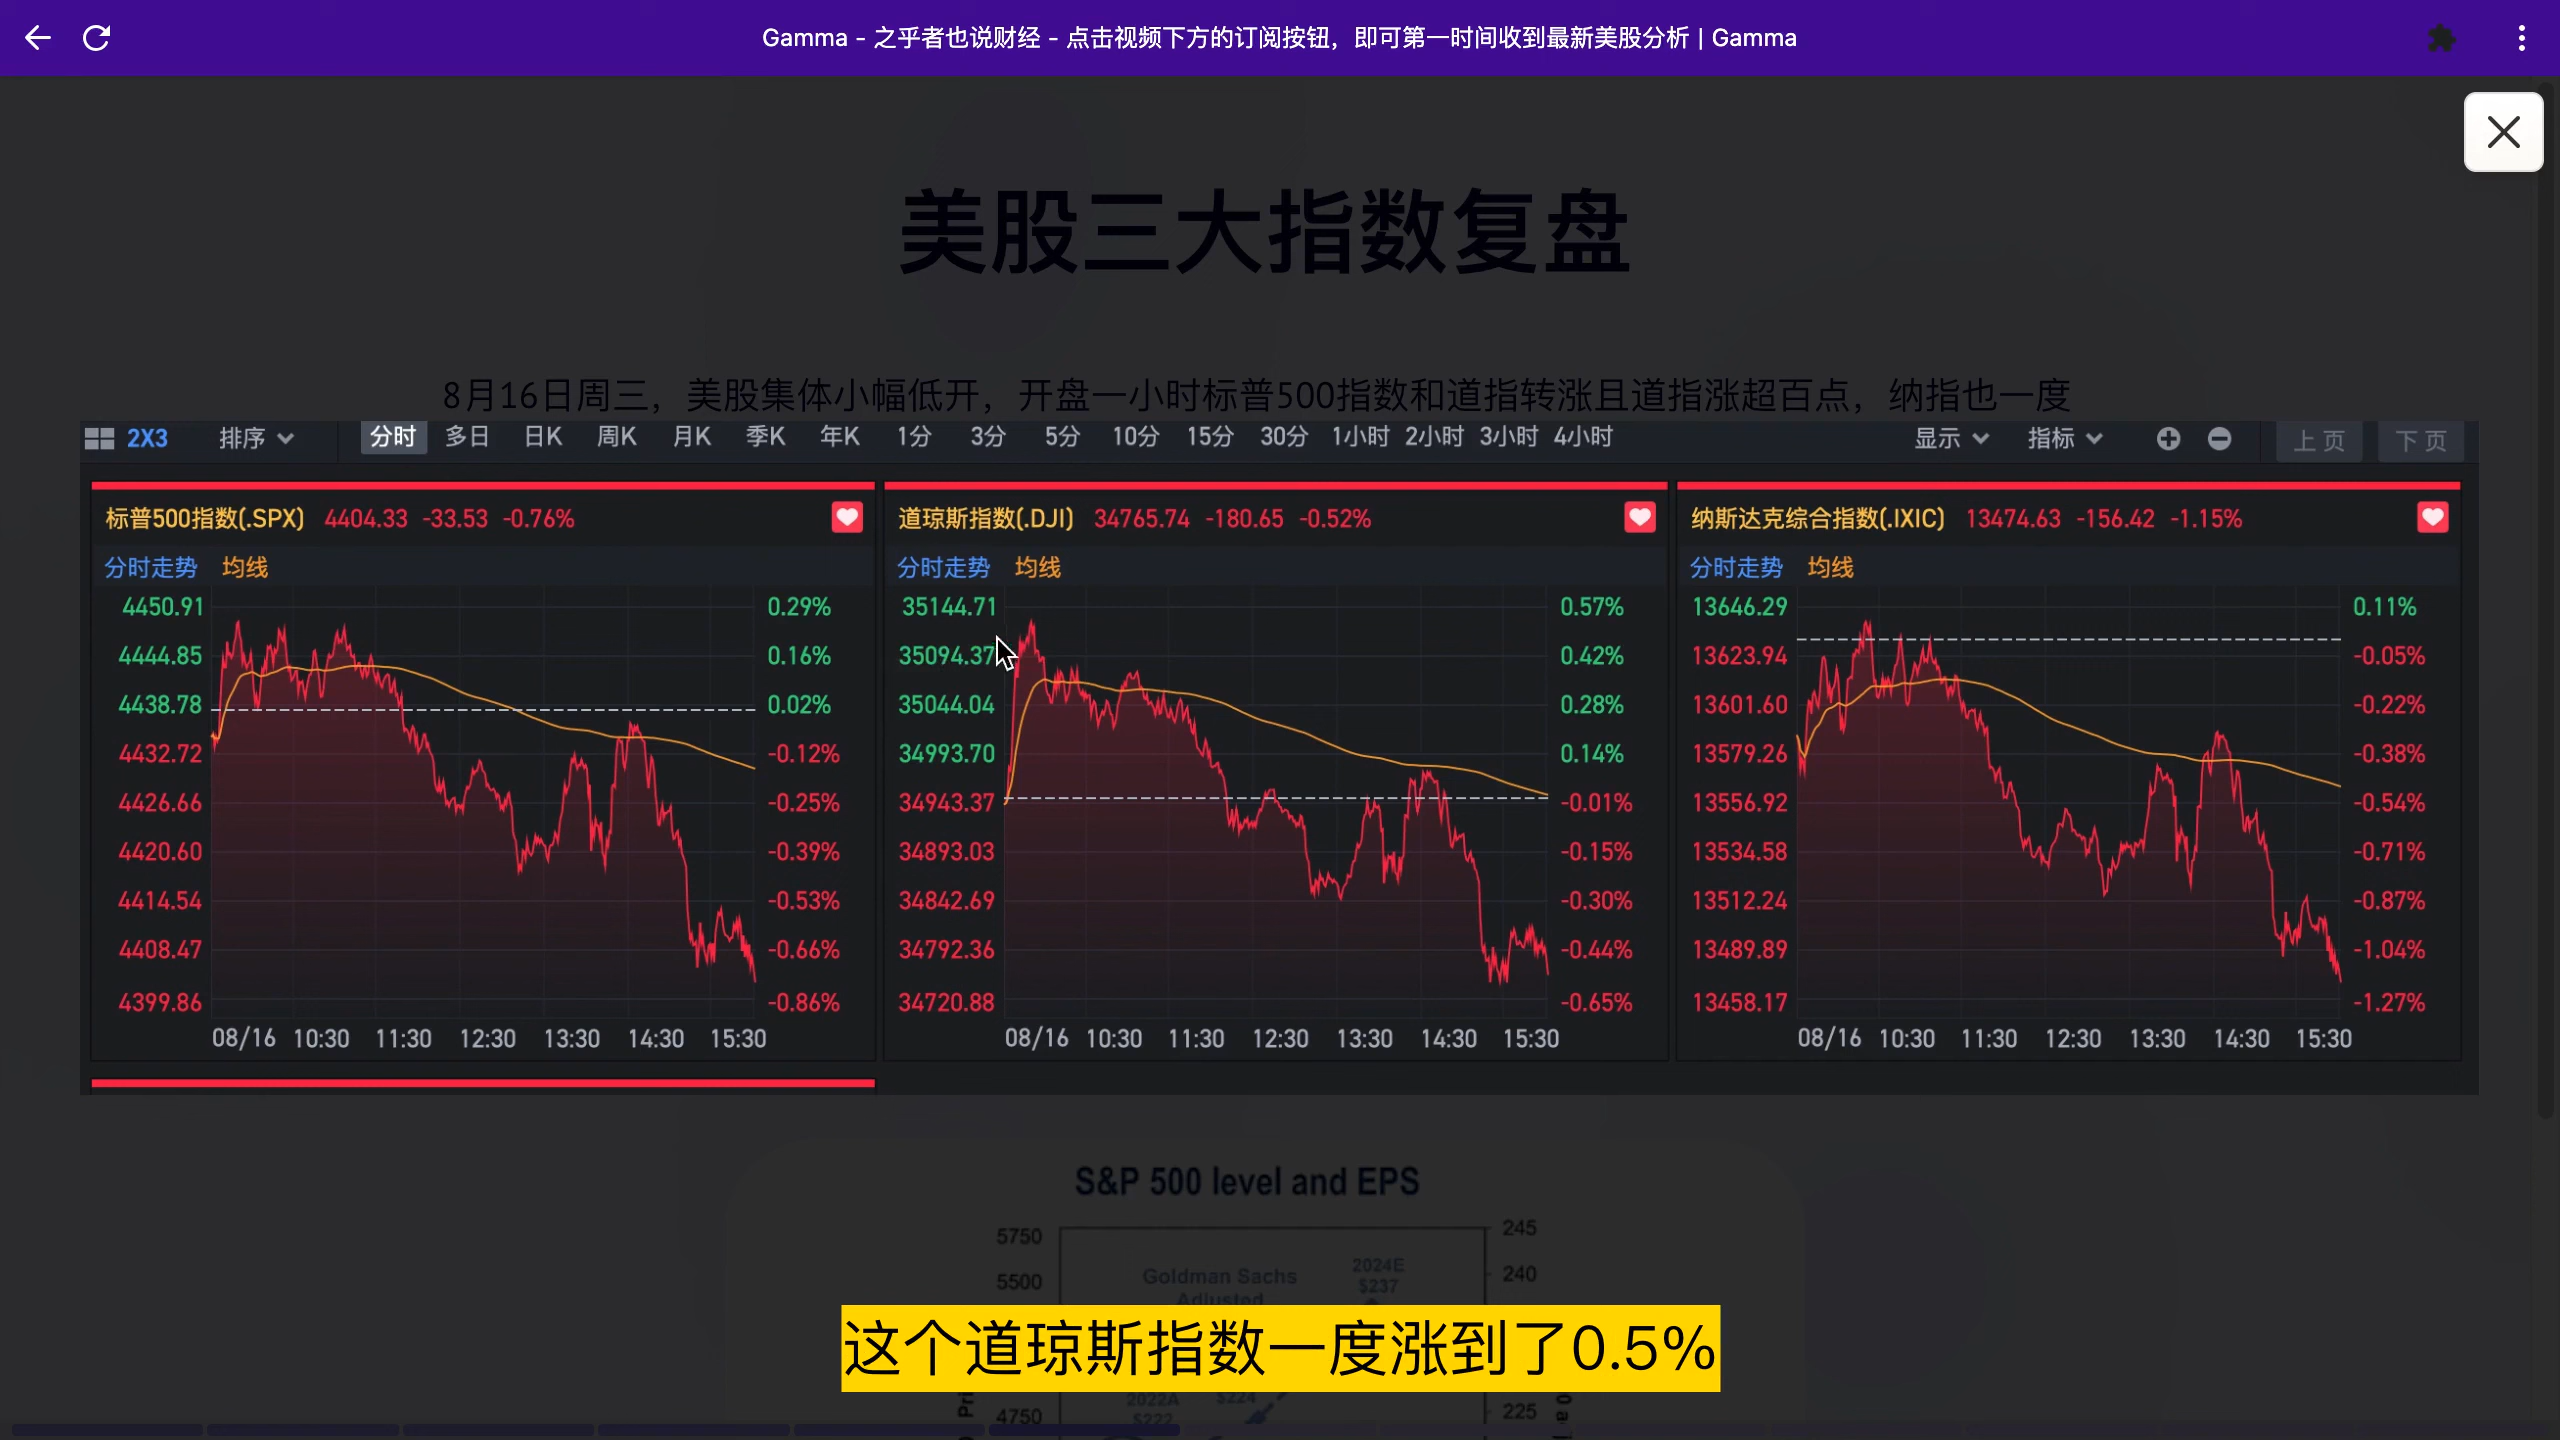 Gamma - 之乎者也说财经 - 点击视频下方的订阅按钮，即可第一时间收到最新美股分析 | Gamma
美股三大指数复盘
8月16日周三，美股集体小幅低开，开盘一小时标普500指数和道指转涨且道指涨超百点，纳指也一度
2X3 排序 分时 多日 日K 周K 月K 季K 年K 1分 3分 5分 10分 15分 30分 1小时 2小时 3小时 4小时 显示 指标 上页 下页
标普500指数(.SPX) 4404.33 -33.53 -0.76%
分时走势 均线
4450.91 0.29%
4444.85 0.16%
4438.78 0.02%
4432.72 -0.12%
4426.66 -0.25%
4420.60 -0.39%
4414.54 -0.53%
4408.47 -0.66%
4399.86 -0.86%
08/16 10:30 11:30 12:30 13:30 14:30 15:30
道琼斯指数(.DJI) 34765.74 -180.65 -0.52%
分时走势 均线
35144.71 0.57%
35094.37 0.42%
35044.04 0.28%
34993.70 0.14%
34943.37 -0.01%
34893.03 -0.15%
34842.69 -0.30%
34792.36 -0.44%
34720.88 -0.65%
08/16 10:30 11:30 12:30 13:30 14:30 15:30
纳斯达克综合指数(.IXIC) 13474.63 -156.42 -1.15%
分时走势 均线
13646.29 0.11%
13623.94 -0.05%
13601.60 -0.22%
13579.26 -0.38%
13556.92 -0.54%
13534.58 -0.71%
13512.24 -0.87%
13489.89 -1.04%
13458.17 -1.27%
08/16 10:30 11:30 12:30 13:30 14:30 15:30
S&P 500 level and EPS
5750 245
5500 240
Goldman Sachs
Adjusted
2024E
$237
这个道琼斯指数一度涨到了0.5%
2022A
$222
$224
4750 225